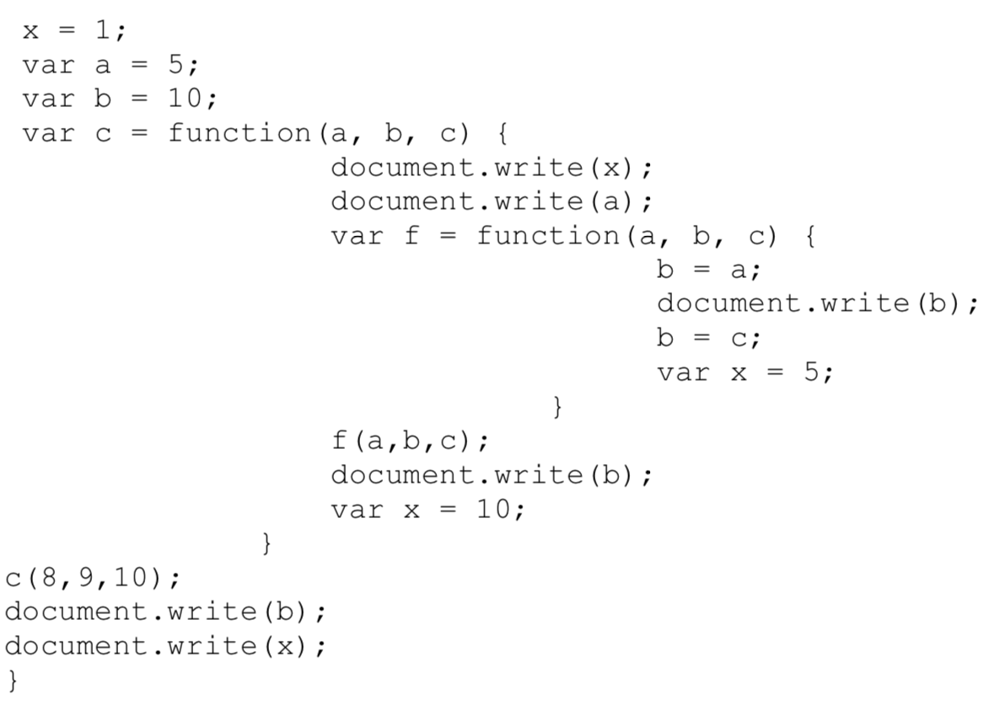 x = 1;
var a = 5;
var b = 10;
var c = function(a, b, c) {
document.write(x);
document.write(a);
var f = function(a, b, c) {
b = a;
document.write(b);
b = c;
var x = 5;
}
f(a,b,c);
document.write(b);
var x = 10;
}
c(8,9,10);
document.write(b);
document.write(x);
}